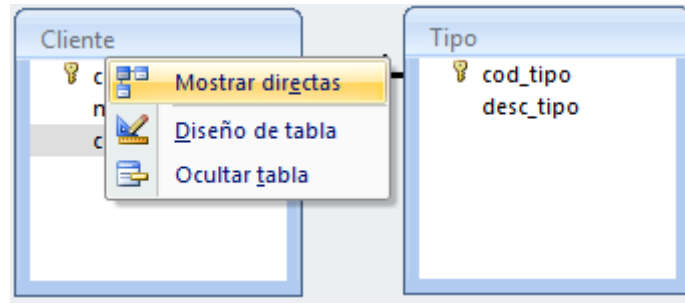 Cliente
Tipo
Mostrar directas
Diseño de tabla
Ocultar tabla
cod_tipo
desc_tipo